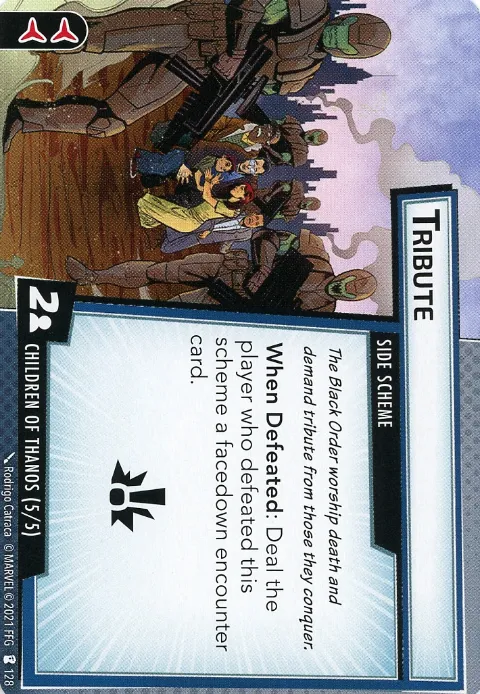 TRIBUTE
SIDE SCHEME
The Black Order worship death and
demand tribute from those they conquer.
When Defeated: Deal the
player who defeated this
scheme a facedown encounter
card.
2
CHILDREN OF THANOS (5/5)
Rodrigo Catraca © MARVEL © 2021 FFG 128